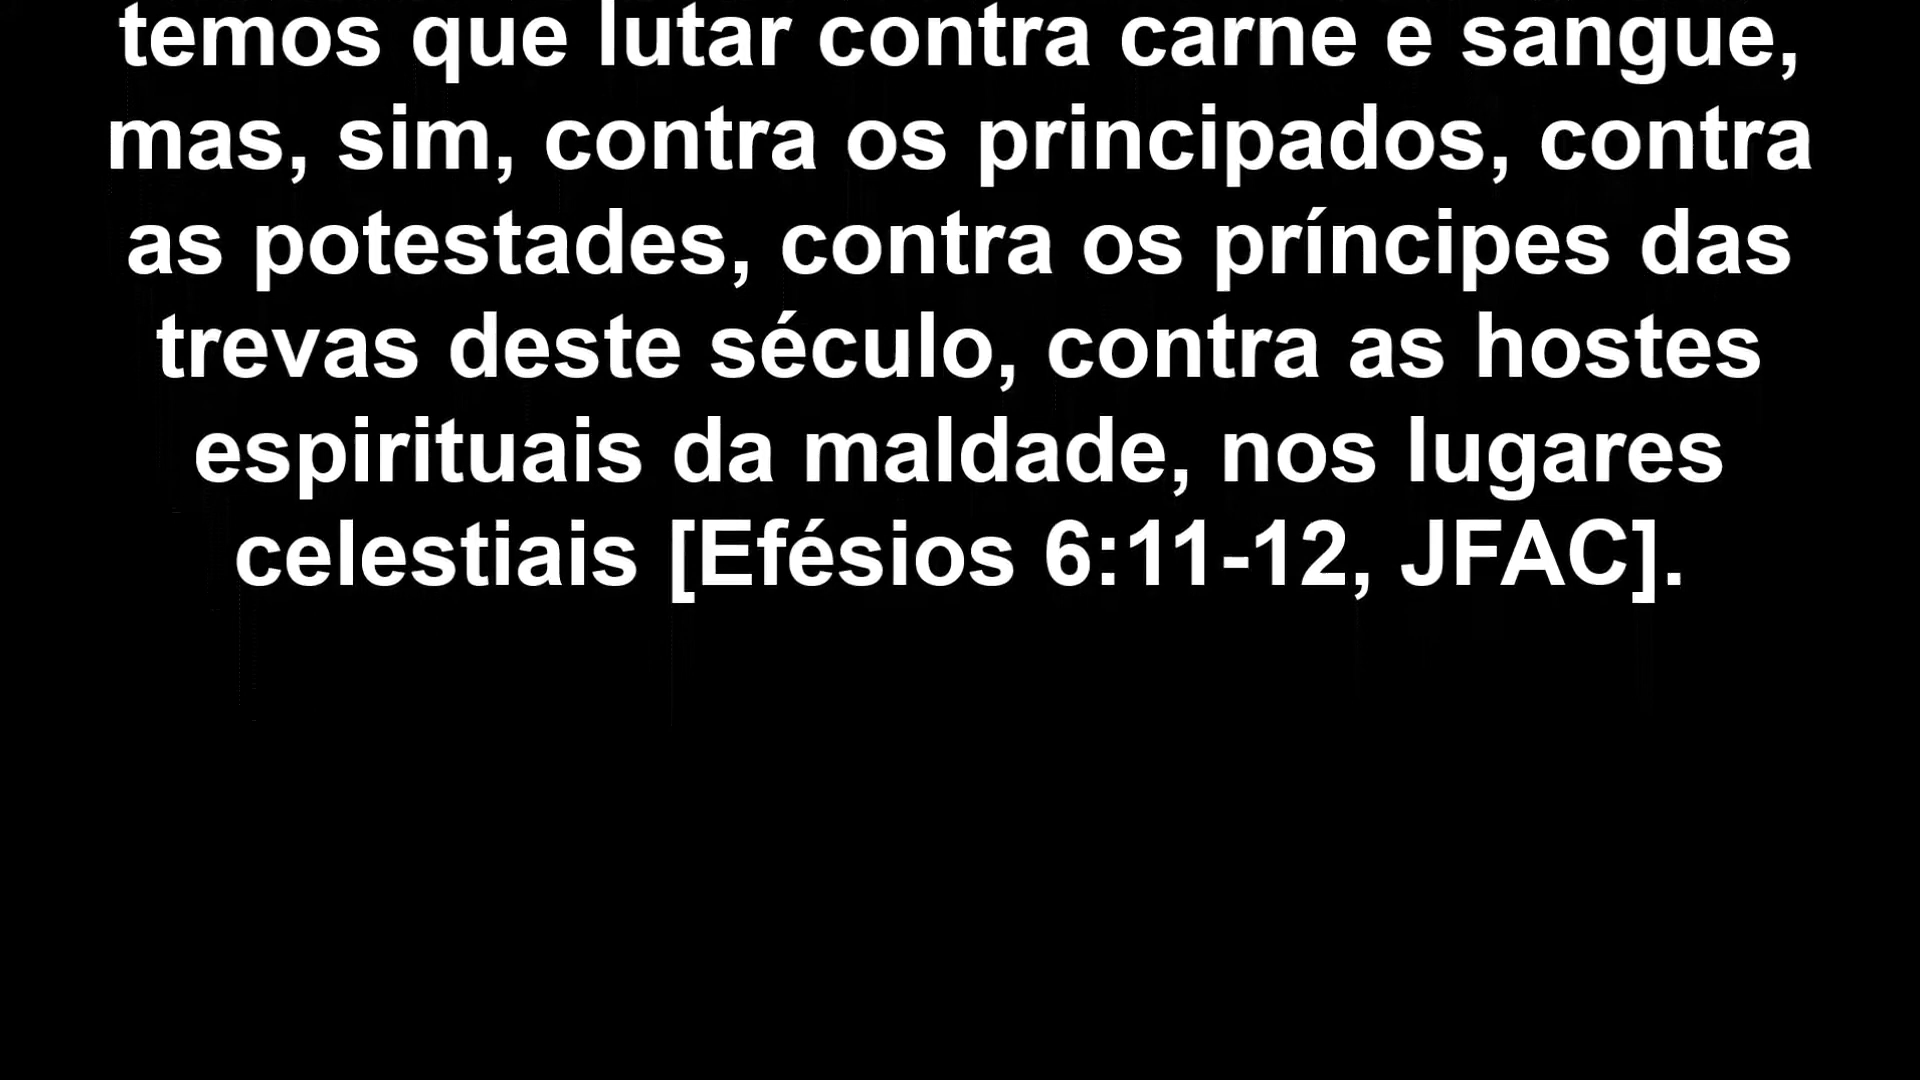 temos que lutar contra carne e sangue,
mas, sim, contra os principados, contra
as potestades, contra os príncipes das
trevas deste século, contra as hostes
espirituais da maldade, nos lugares
celestiais [Efésios 6:11-12, JFAC].